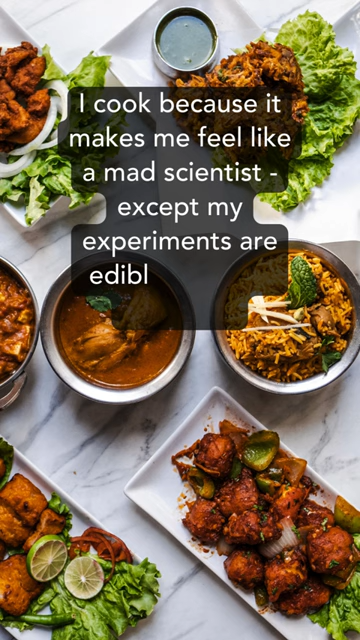 I cook because it
makes me feel like
a mad scientist -
except my
experiments are
edibl